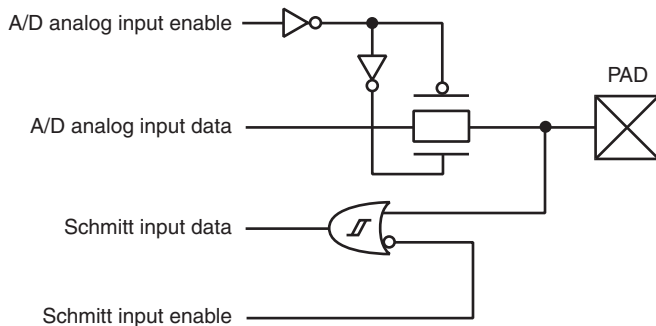 A/D analog input enable
PAD
A/D analog input data
Schmitt input data
Schmitt input enable